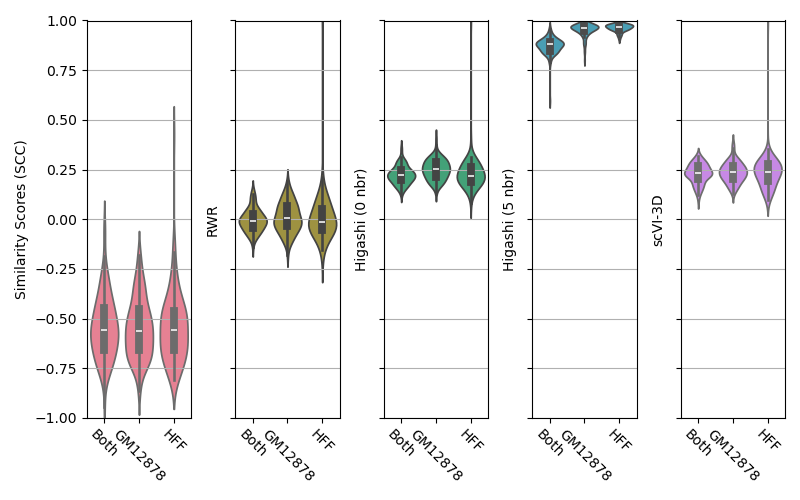 1.00
0.75
0.50
0.25
0.00
−0.25
−0.50
−0.75
−1.00
Similarity Scores (SCC)
RWR
Higashi (0 nbr)
Higashi (5 nbr)
scVI-3D
Both
GM12878
HFF
Both
GM12878
HFF
Both
GM12878
HFF
Both
GM12878
HFF
Both
GM12878
HFF